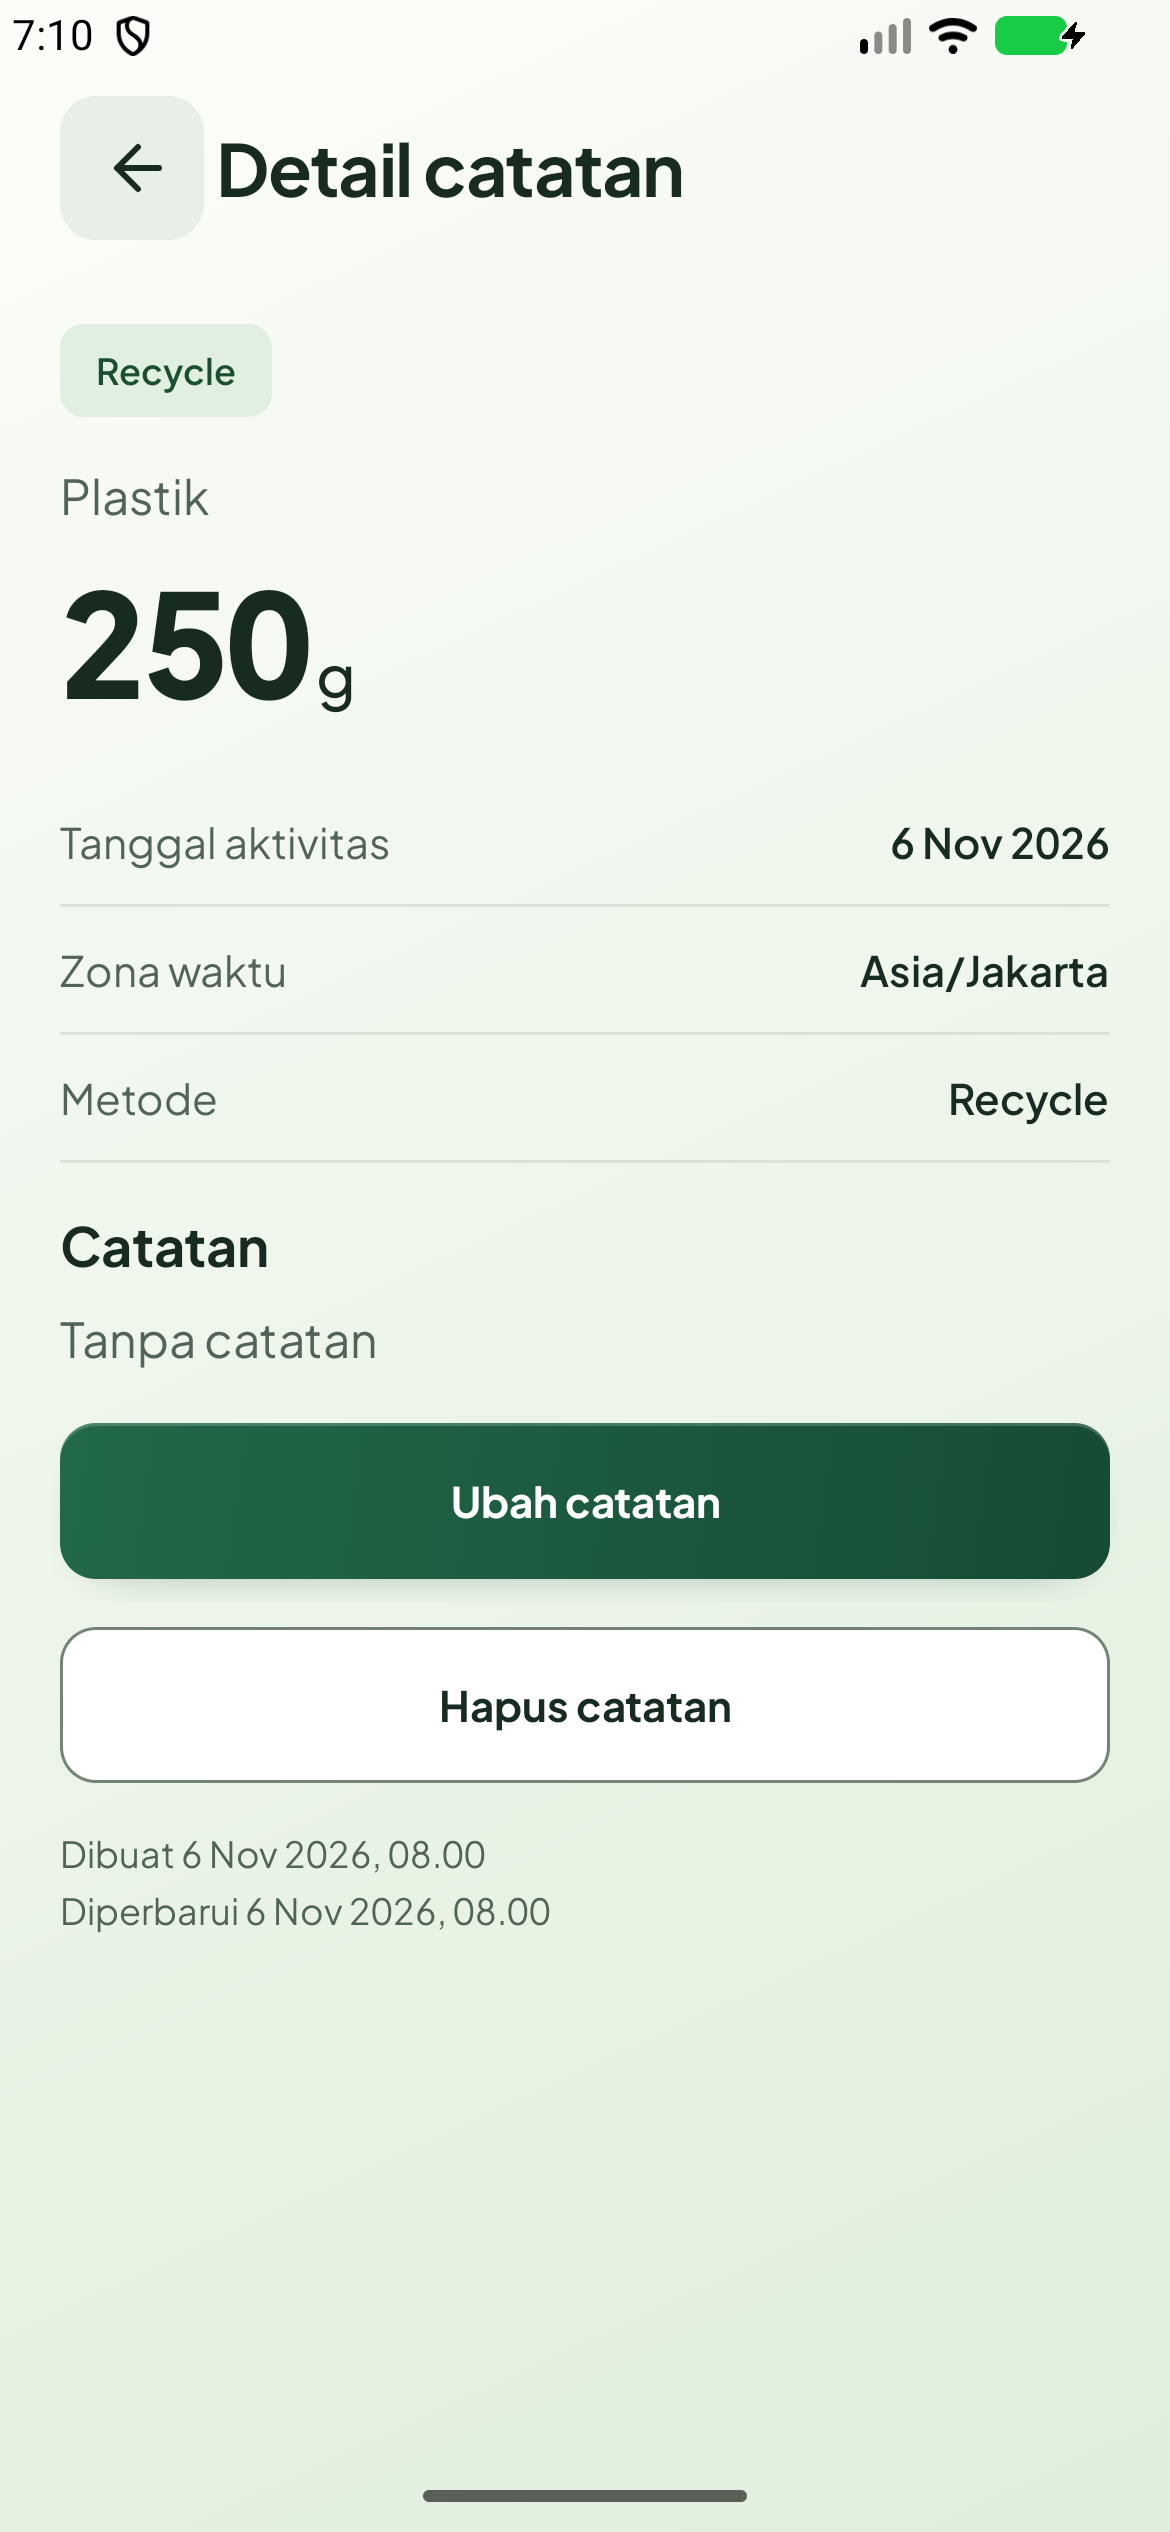 7:10
Detail catatan
Recycle
Plastik
250 g
Tanggal aktivitas 6 Nov 2026
Zona waktu Asia/Jakarta
Metode Recycle
Catatan
Tanpa catatan
Ubah catatan
Hapus catatan
Dibuat 6 Nov 2026, 08.00
Diperbarui 6 Nov 2026, 08.00